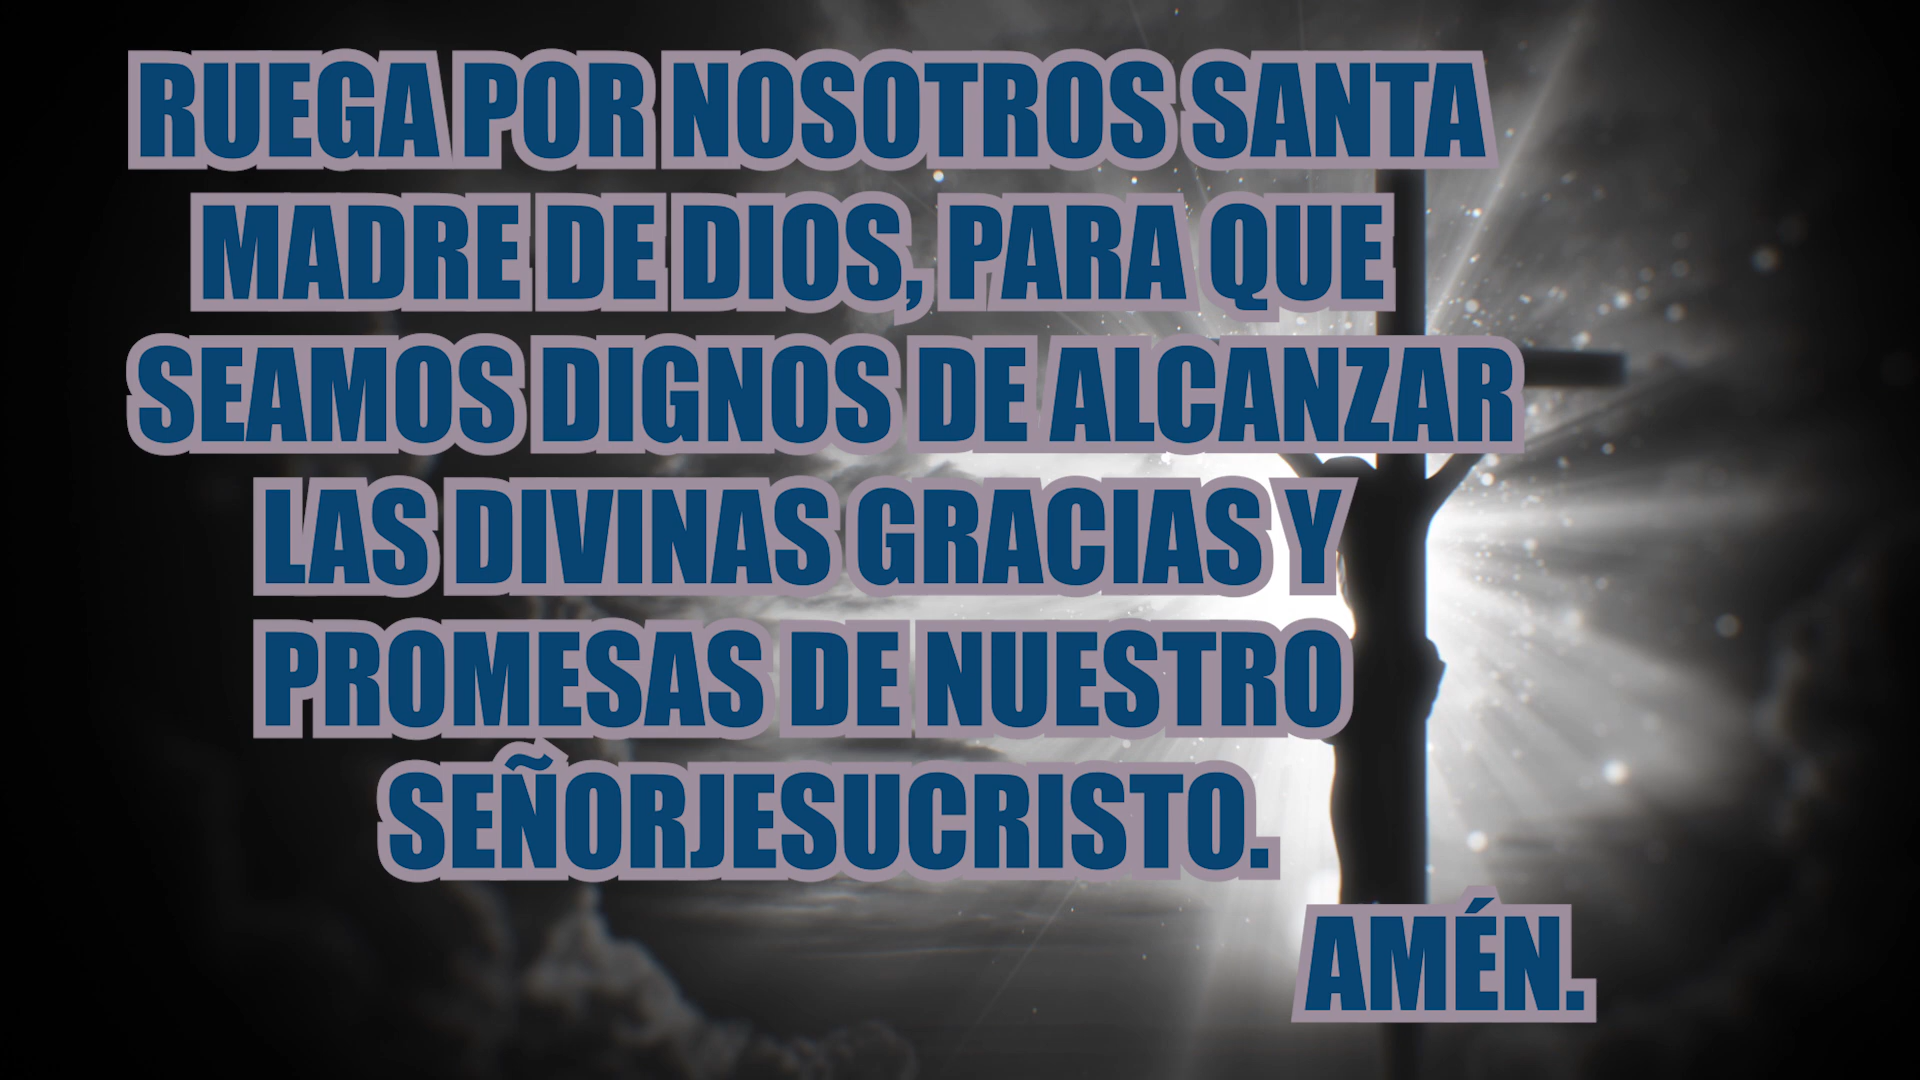 RUEGA POR NOSOTROS SANTA
MADRE DE DIOS, PARA QUE
SEAMOS DIGNOS DE ALCANZAR
LAS DIVINAS GRACIAS Y
PROMESAS DE NUESTRO
SEÑORJESUCRISTO.
AMÉN.